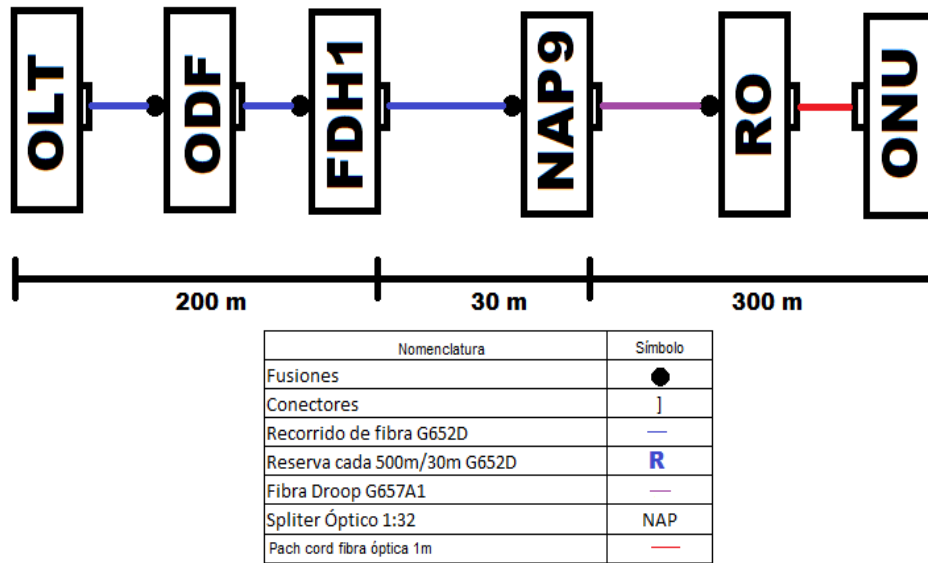 OLT
ODF
FDH1
NAP9
RO
ONU
200 m
30 m
300 m
Nomenclatura Símbolo
Fusiones
Conectores ]
Recorrido de fibra G652D
Reserva cada 500m/30m G652D R
Fibra Droop G657A1
Spliter Óptico 1:32 NAP
Pach cord fibra óptica 1m